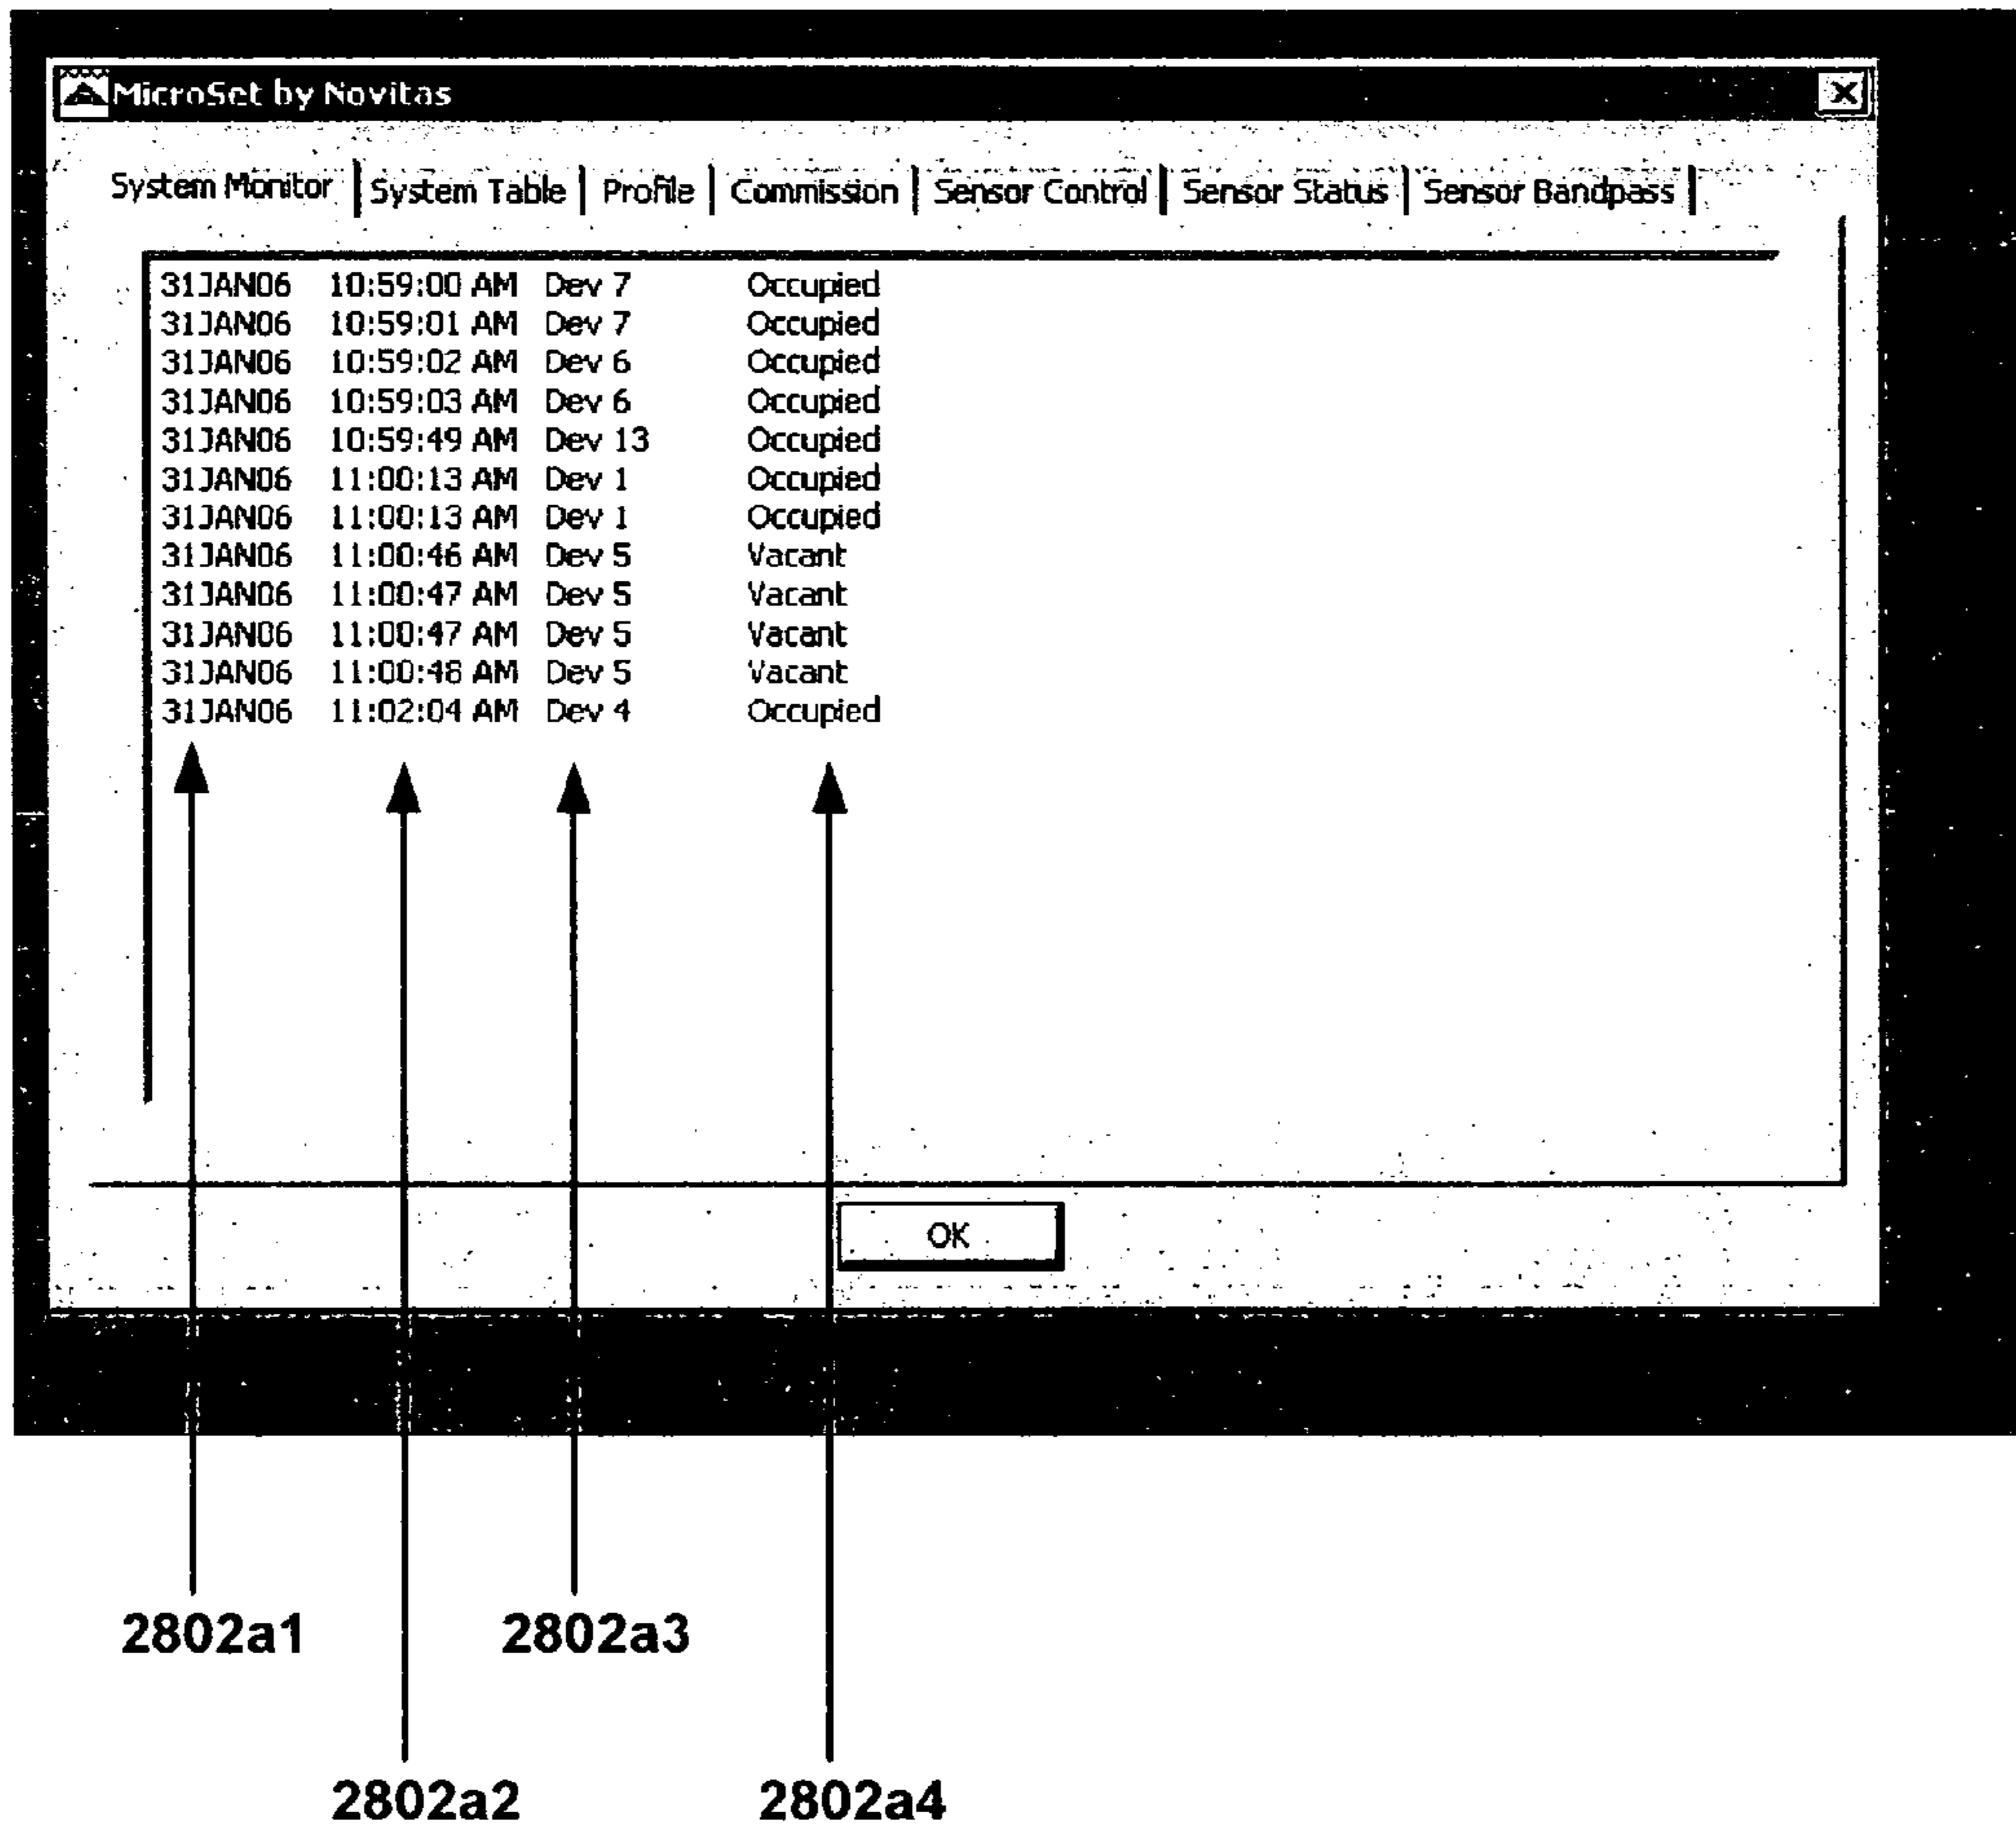 MicroSet by Novitas
System Monitor System Table Profile Commission Sensor Control Sensor Status Sensor Bandpass
31JAN06 10:59:00 AM Dev 7 Occupied
31JAN06 10:59:01 AM Dev 7 Occupied
31JAN06 10:59:02 AM Dev 6 Occupied
31JAN06 10:59:03 AM Dev 6 Occupied
31JAN06 10:59:49 AM Dev 13 Occupied
31JAN06 11:00:13 AM Dev 1 Occupied
31JAN06 11:00:13 AM Dev 1 Occupied
31JAN06 11:00:46 AM Dev 5 Vacant
31JAN06 11:00:47 AM Dev 5 Vacant
31JAN06 11:00:47 AM Dev 5 Vacant
31JAN06 11:00:48 AM Dev 5 Vacant
31JAN06 11:02:04 AM Dev 4 Occupied
OK
2802a1 2802a3
2802a2 2802a4